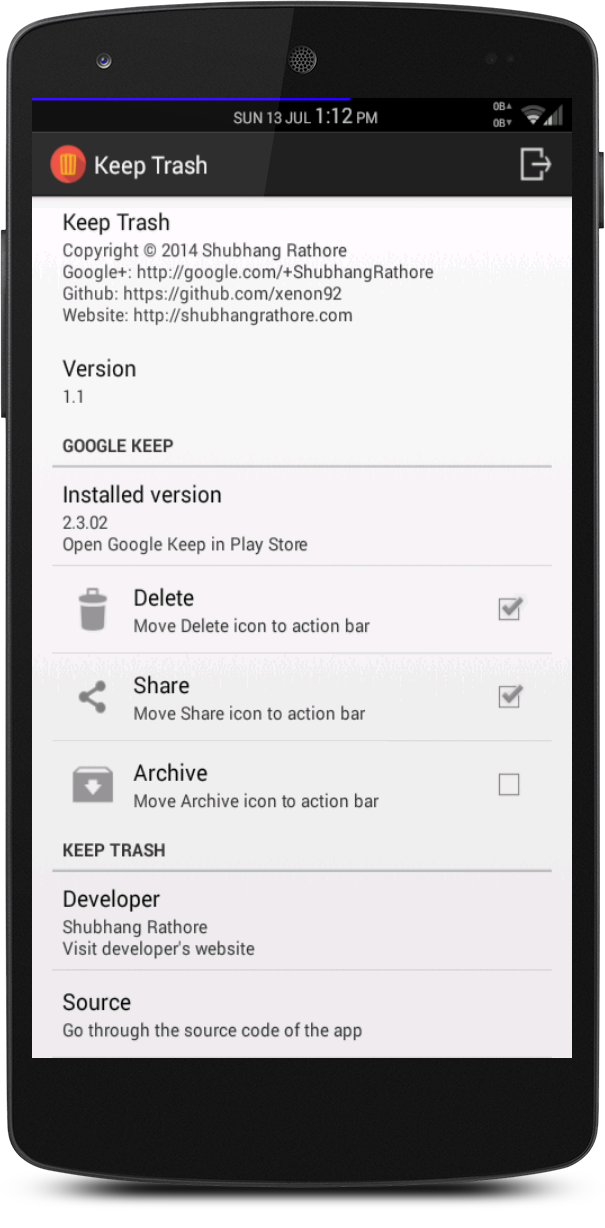 SUN 13 JUL 1:12 PM
0B▲
0B▼
Keep Trash
Keep Trash
Copyright © 2014 Shubhang Rathore
Google+: http://google.com/+ShubhangRathore
Github: https://github.com/xenon92
Website: http://shubhangrathore.com
Version
1.1
GOOGLE KEEP
Installed version
2.3.02
Open Google Keep in Play Store
Delete
Move Delete icon to action bar
Share
Move Share icon to action bar
Archive
Move Archive icon to action bar
KEEP TRASH
Developer
Shubhang Rathore
Visit developer's website
Source
Go through the source code of the app